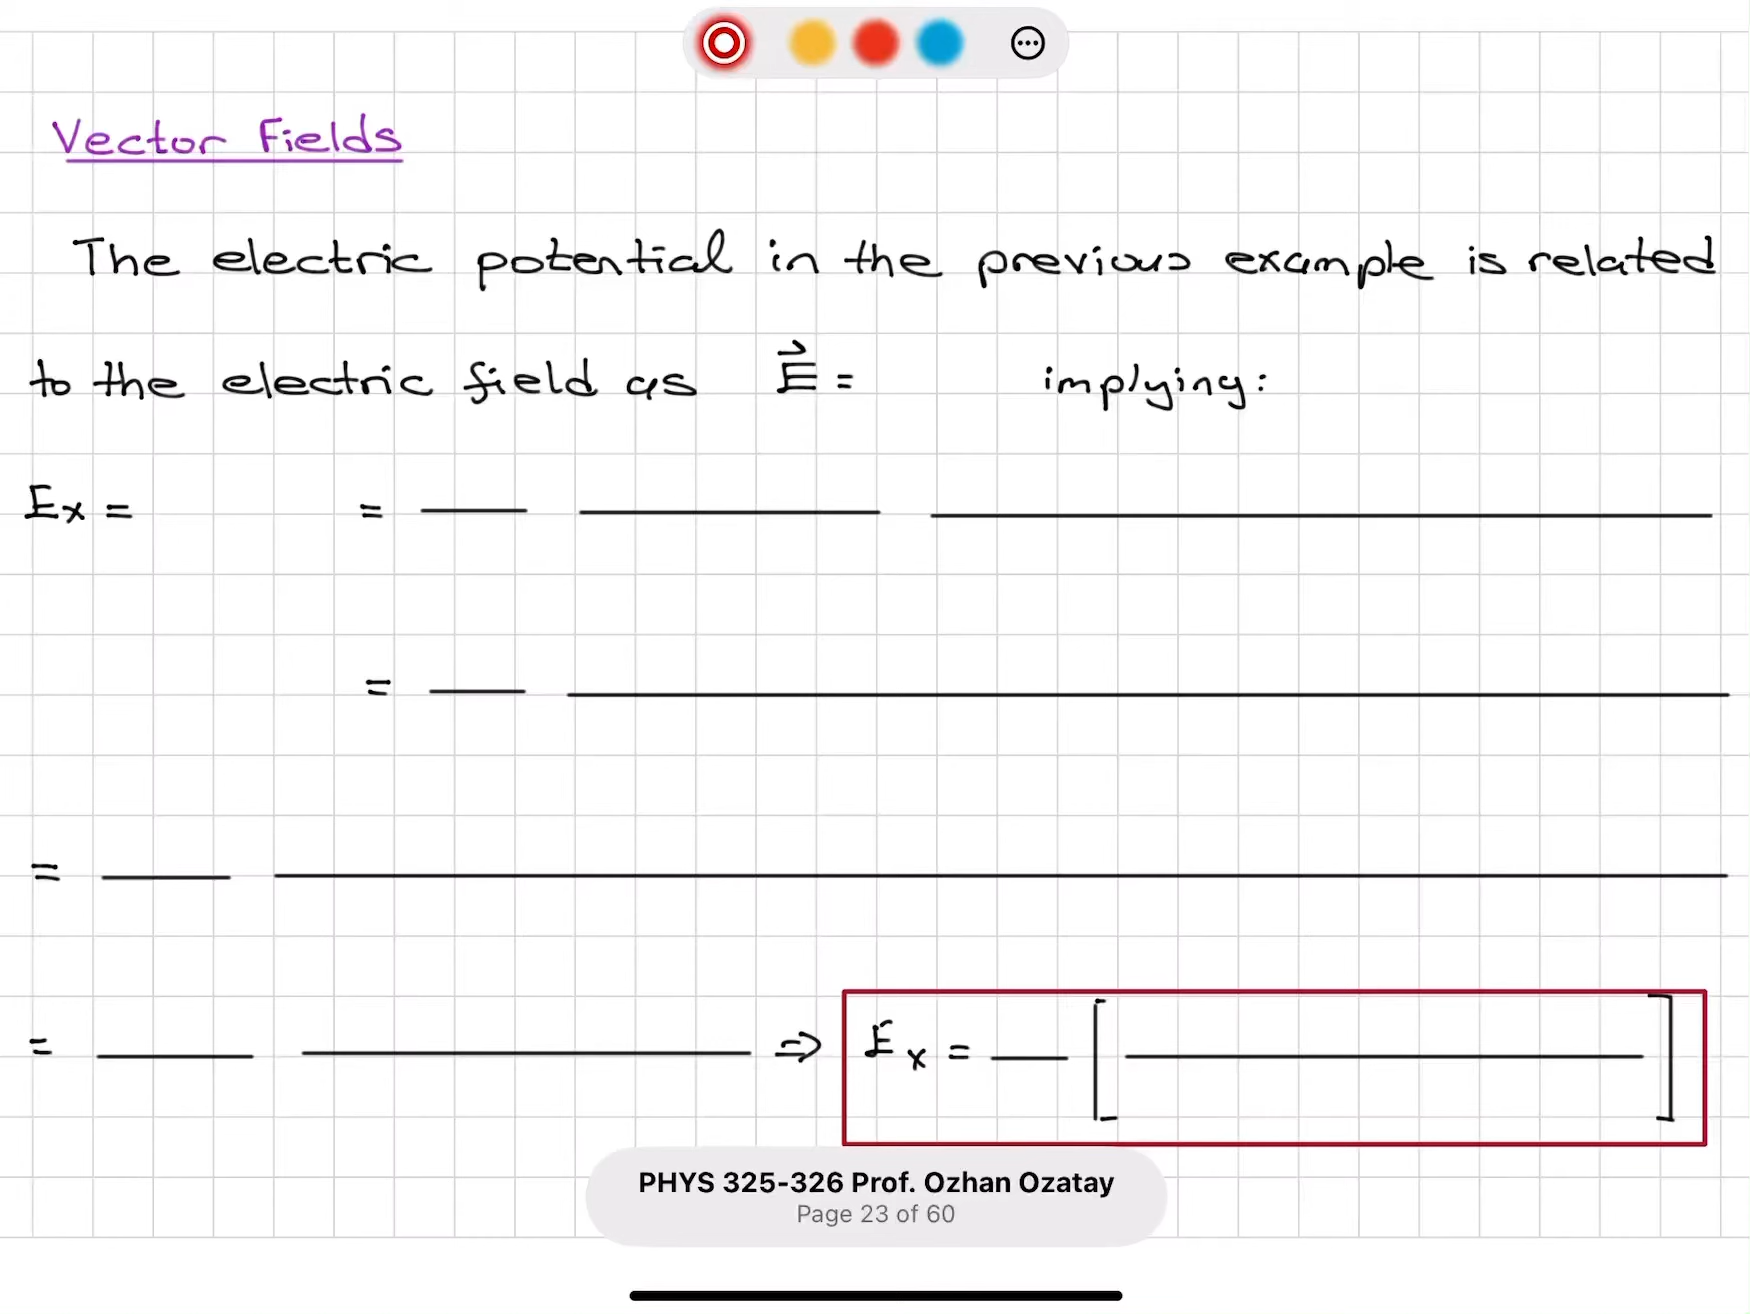 Vector Fields
The electric potential in the previous example is related
to the electric field as E⃗ = implying:
Ex = =
=
=
= ⇒ Ex = [ ]
PHYS 325-326 Prof. Ozhan Ozatay
Page 23 of 60